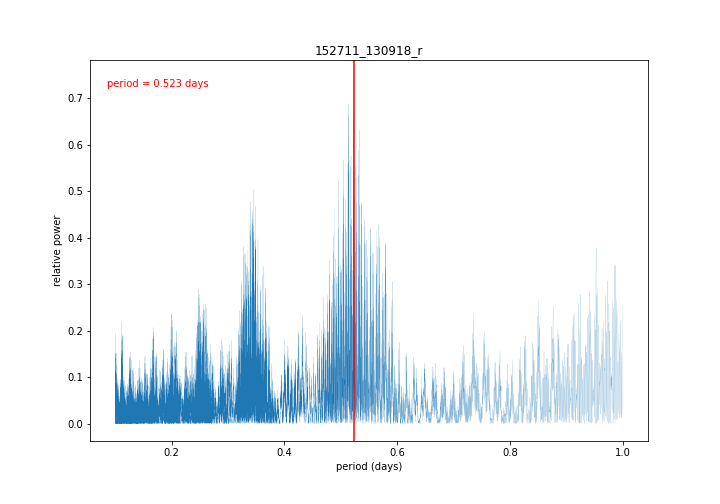 152711_130918_r
period = 0.523 days
relative power
0.7
0.6
0.5
0.4
0.3
0.2
0.1
0.0
0.2 0.4 0.6 0.8 1.0
period (days)